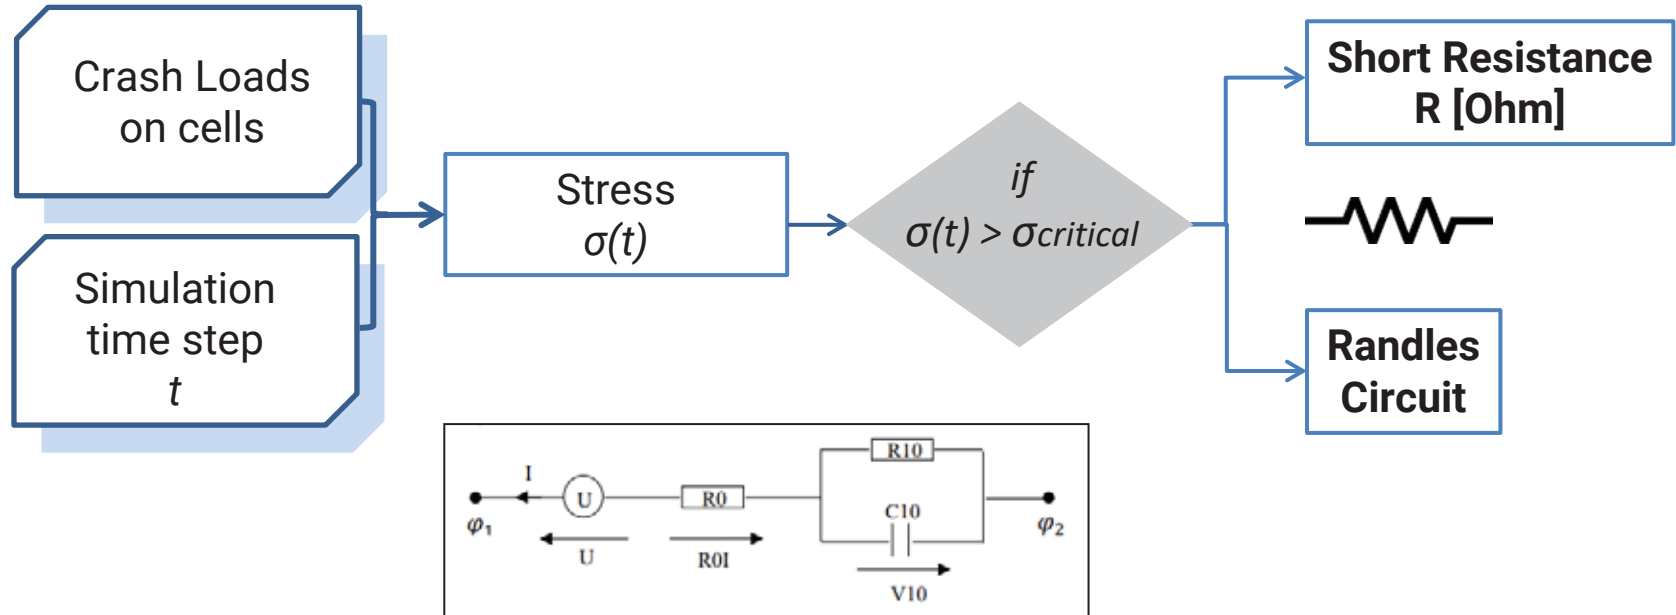 Crash Loads
on cells
Simulation
time step
t
Stress
σ(t)
if
σ(t) > σcritical
Short Resistance
R [Ohm]
Randles
Circuit
R10
I
U
R0
C10
φ₁
φ₂
U
R0I
V10